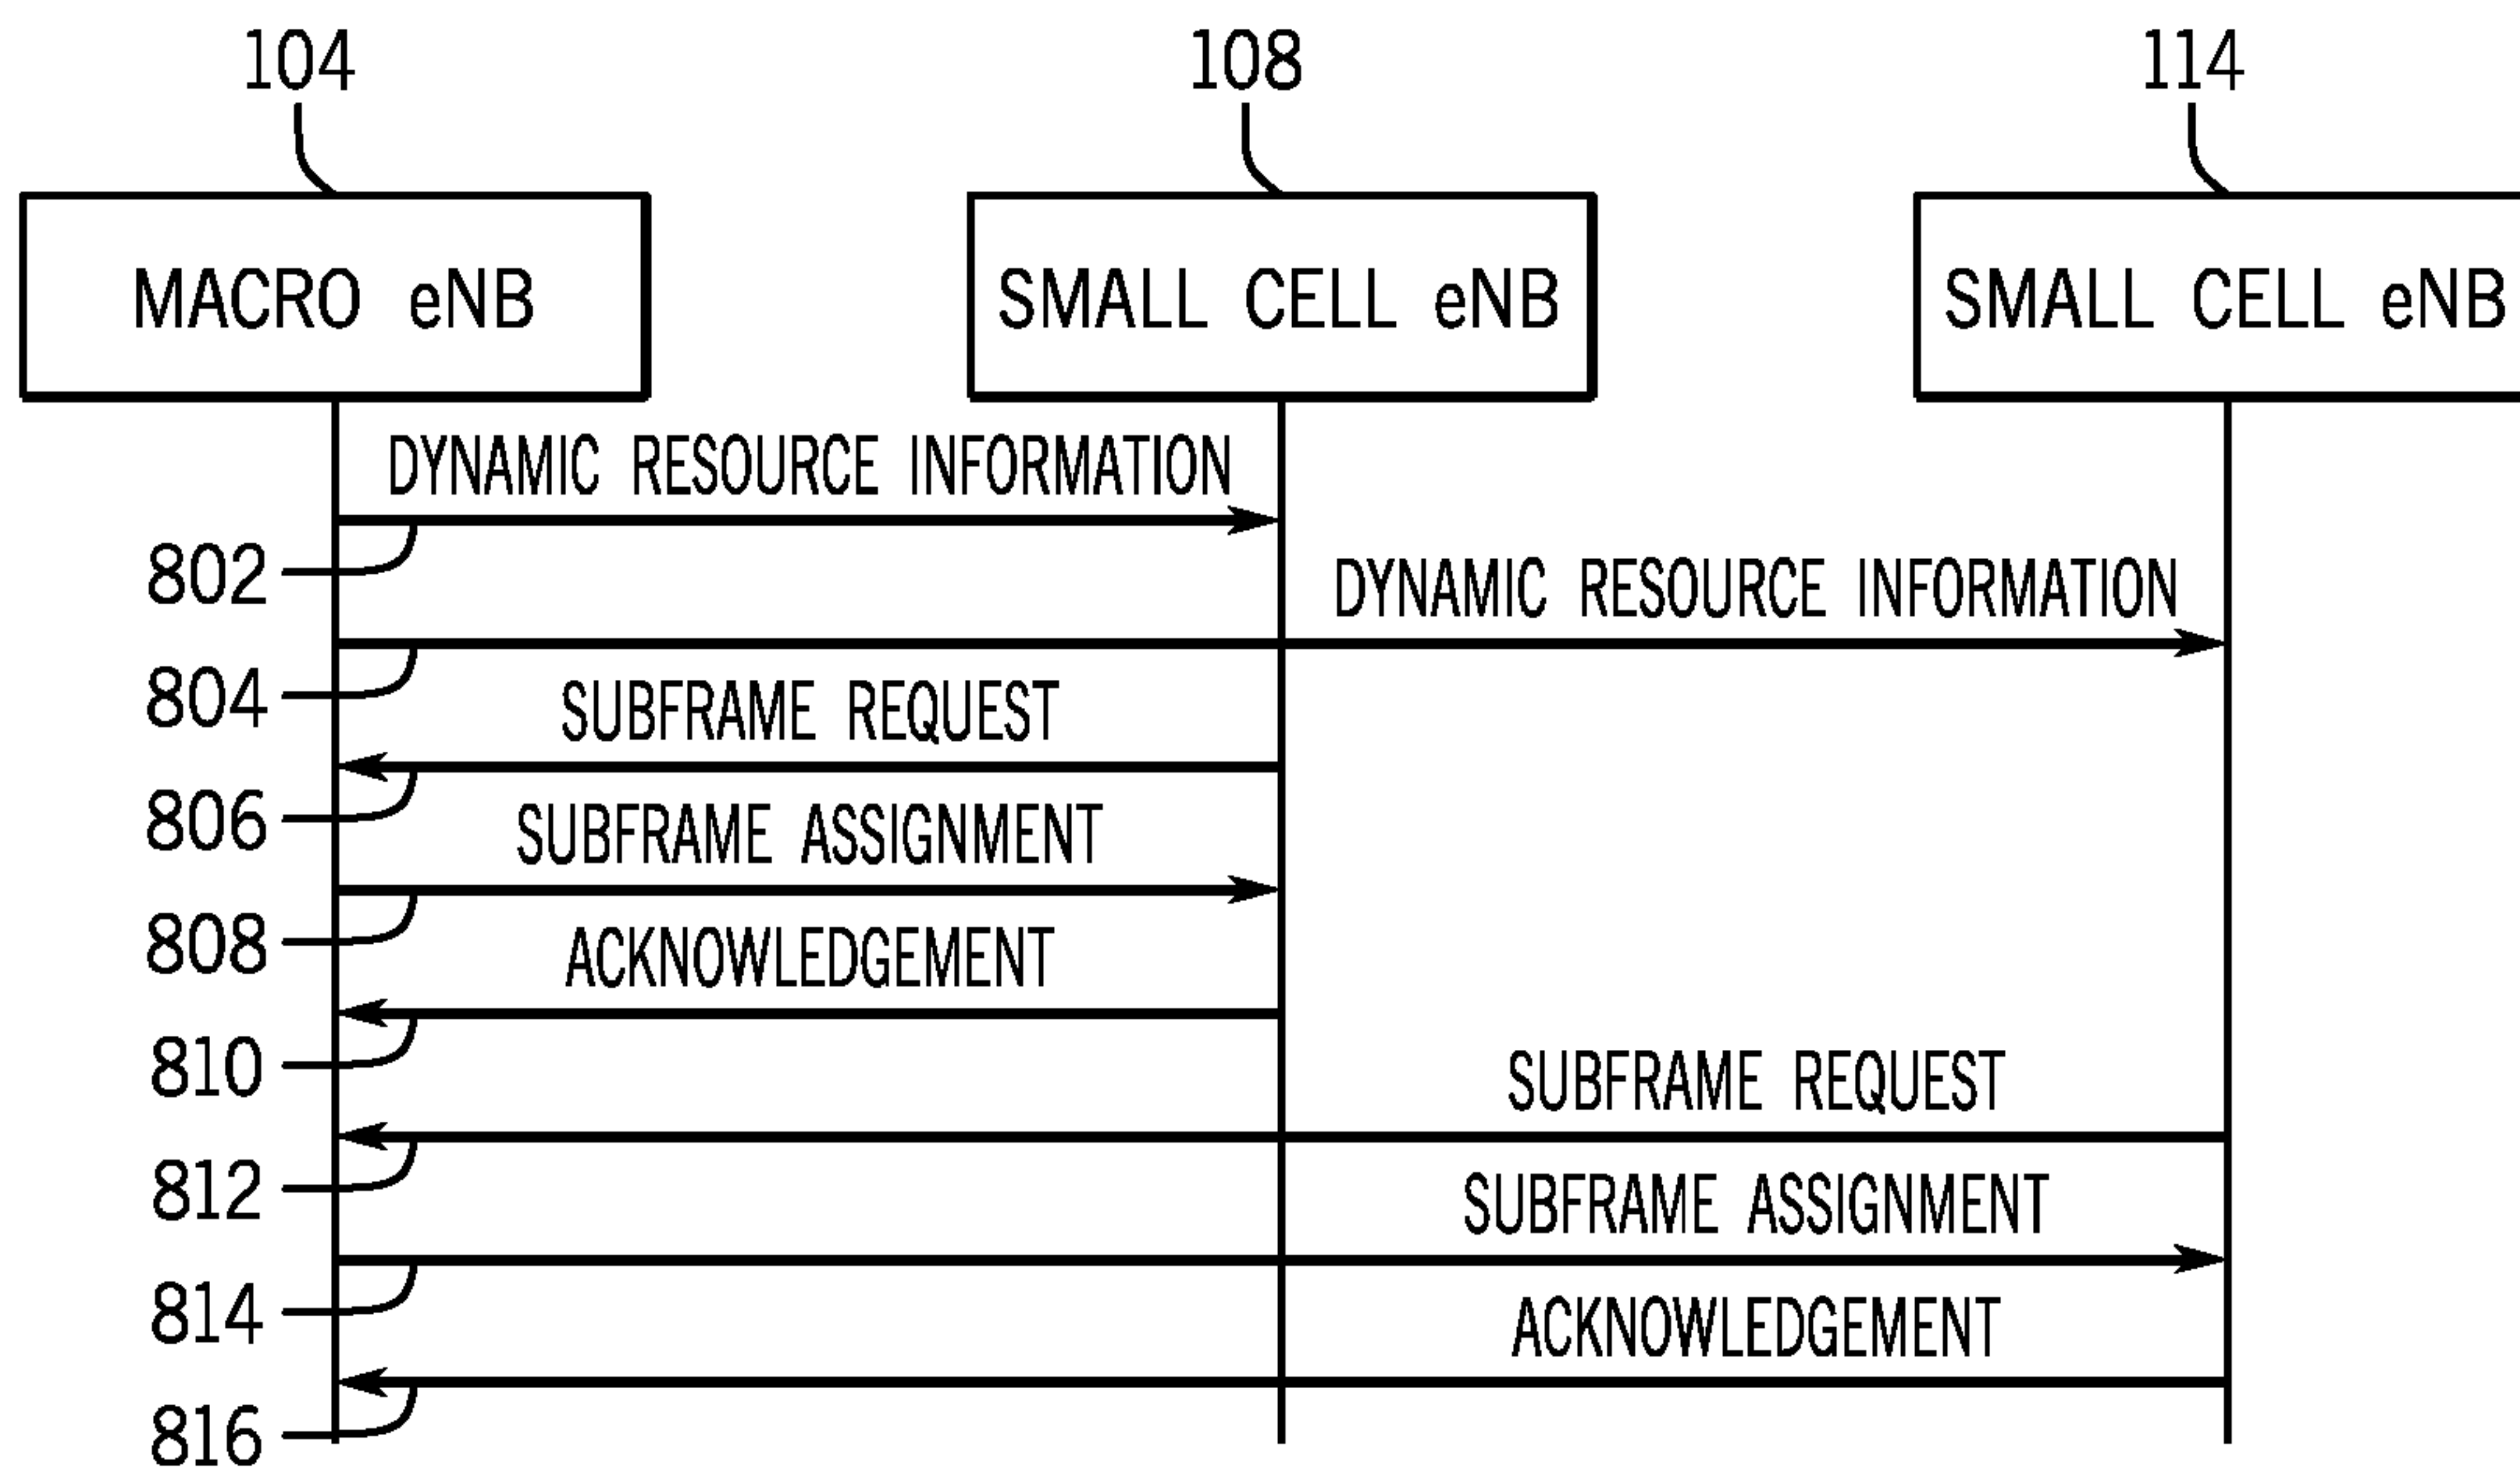 104 108 114
MACRO eNB SMALL CELL eNB SMALL CELL eNB
DYNAMIC RESOURCE INFORMATION
802
DYNAMIC RESOURCE INFORMATION
804
SUBFRAME REQUEST
806
SUBFRAME ASSIGNMENT
808
ACKNOWLEDGEMENT
810
SUBFRAME REQUEST
812
SUBFRAME ASSIGNMENT
814
ACKNOWLEDGEMENT
816